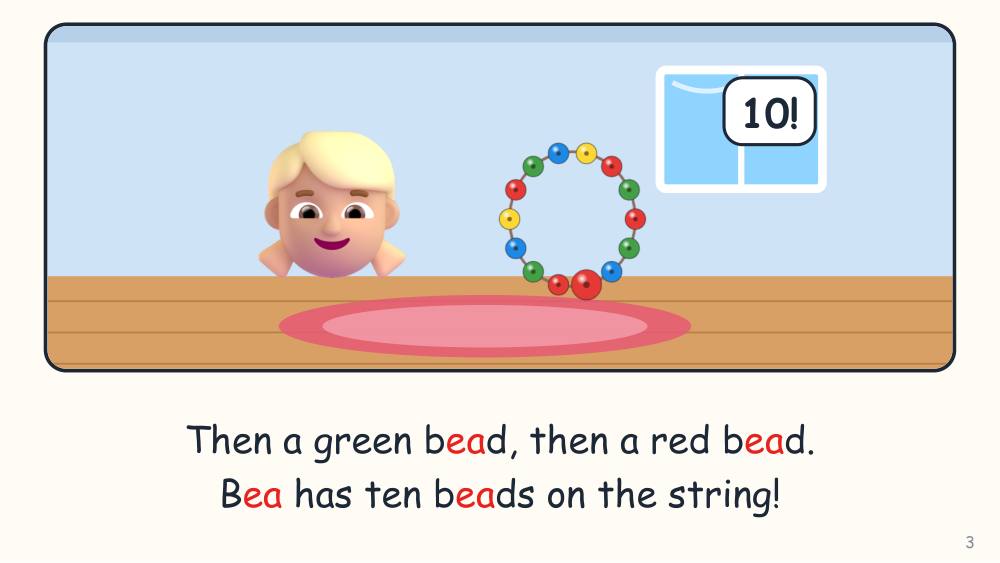 10!
Then a green bead, then a red bead.
Bea has ten beads on the string!
3